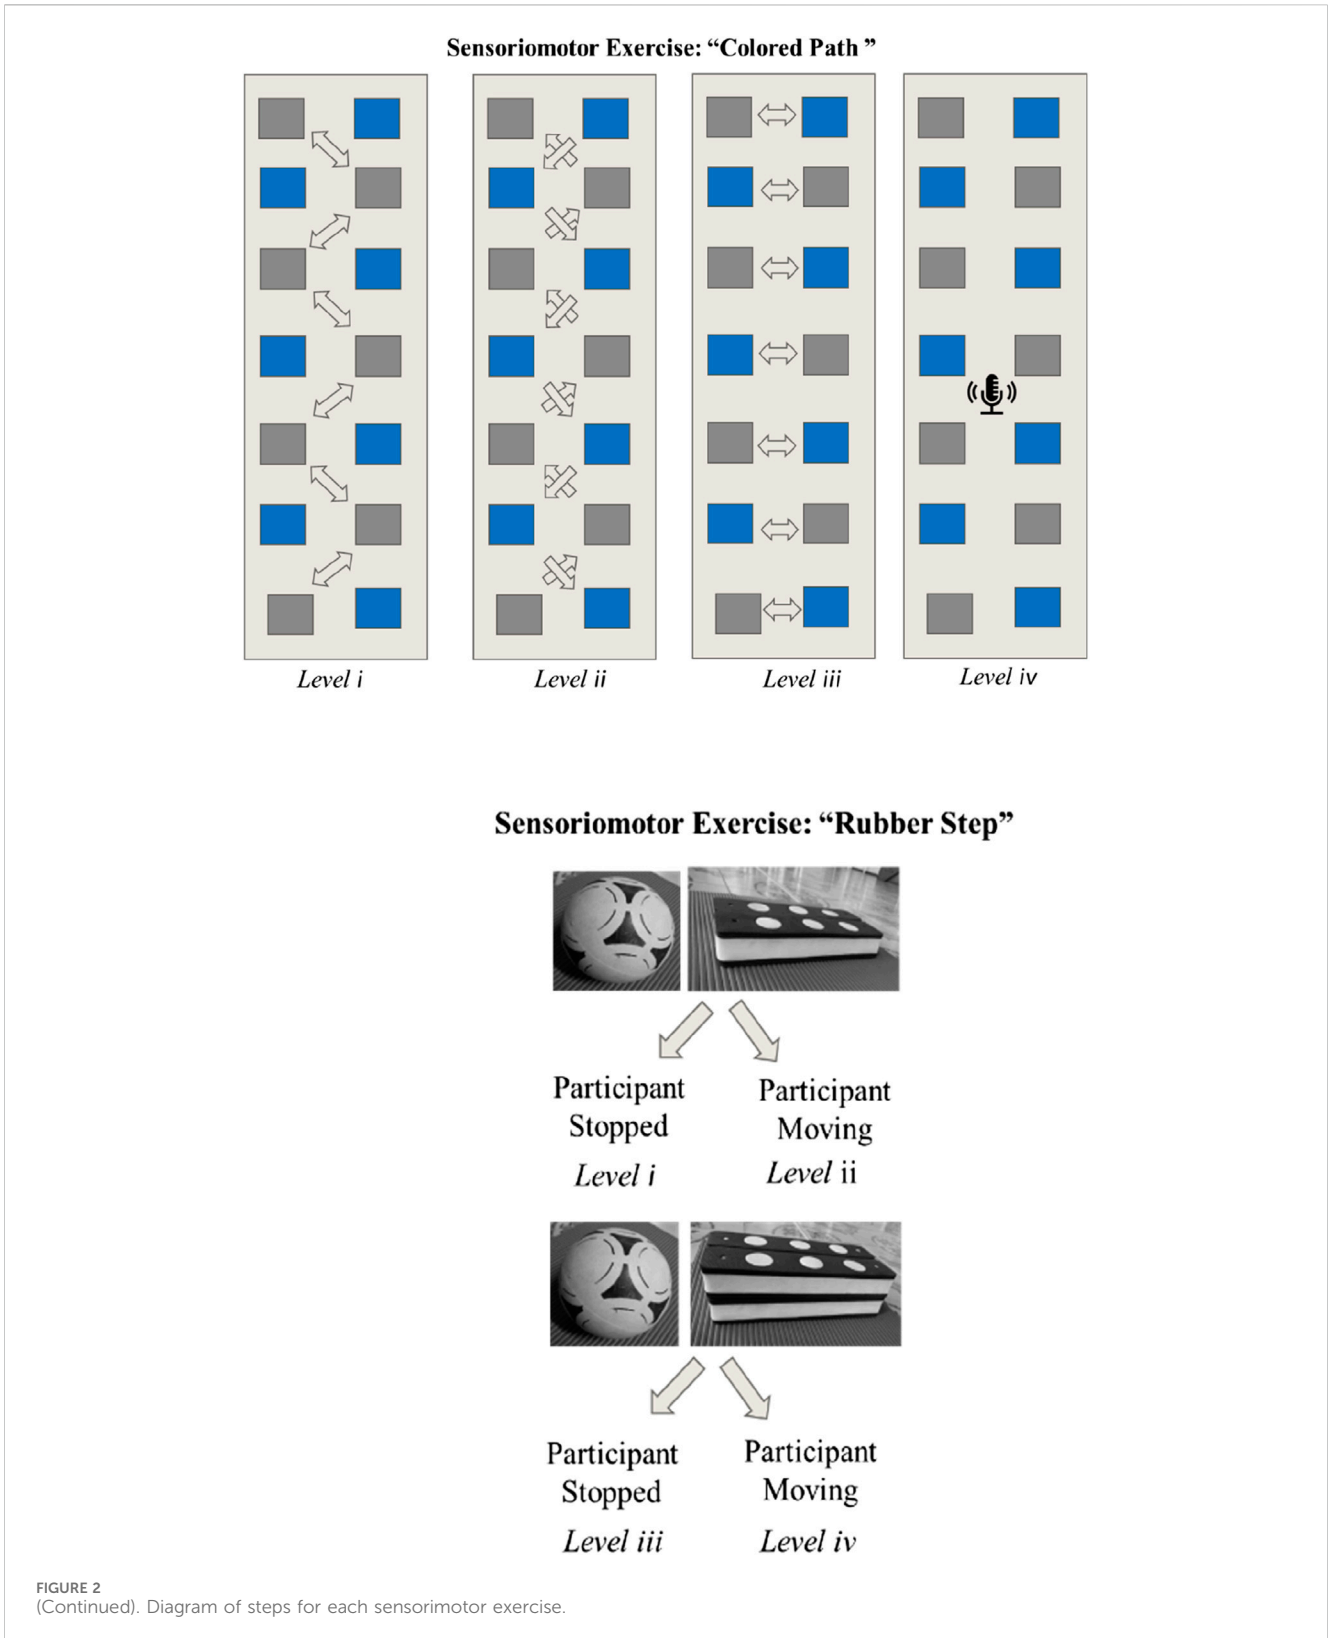 Sensoriomotor Exercise: “Colored Path ”
Level i
Level ii
Level iii
Level iv
Sensoriomotor Exercise: “Rubber Step”
Participant
Stopped
Level i
Participant
Moving
Level ii
Participant
Stopped
Level iii
Participant
Moving
Level iv
FIGURE 2
(Continued). Diagram of steps for each sensorimotor exercise.